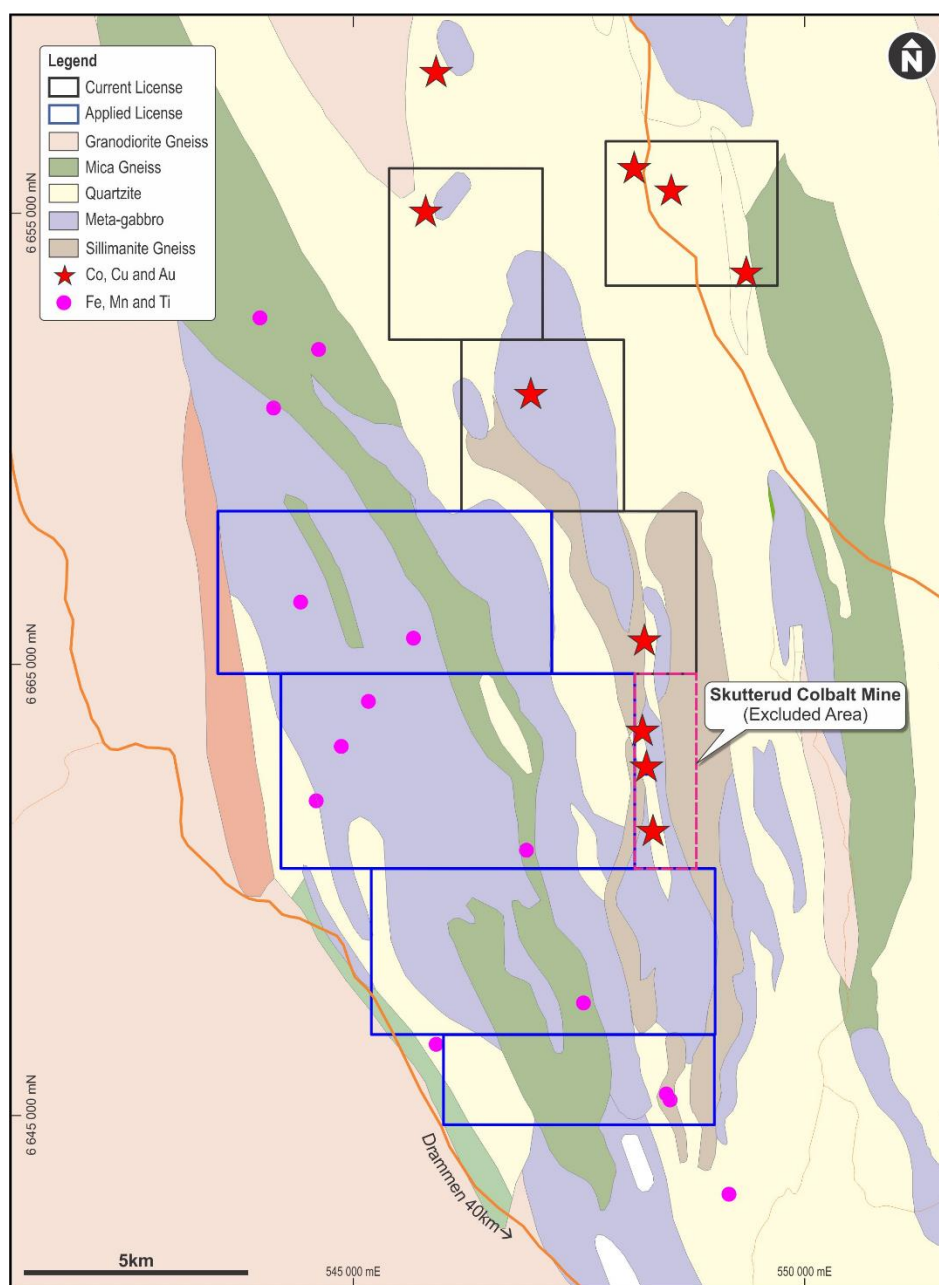 N
Legend
Current License
Applied License
Granodiorite Gneiss
Mica Gneiss
Quartzite
Meta-gabbro
Sillimanite Gneiss
Co, Cu and Au
Fe, Mn and Ti
6 655 000 mN
6 665 000 mN
6 645 000 mN
Skutterud Colbalt Mine
(Excluded Area)
Drammen 40km→
5km
545 000 mE
550 000 mE